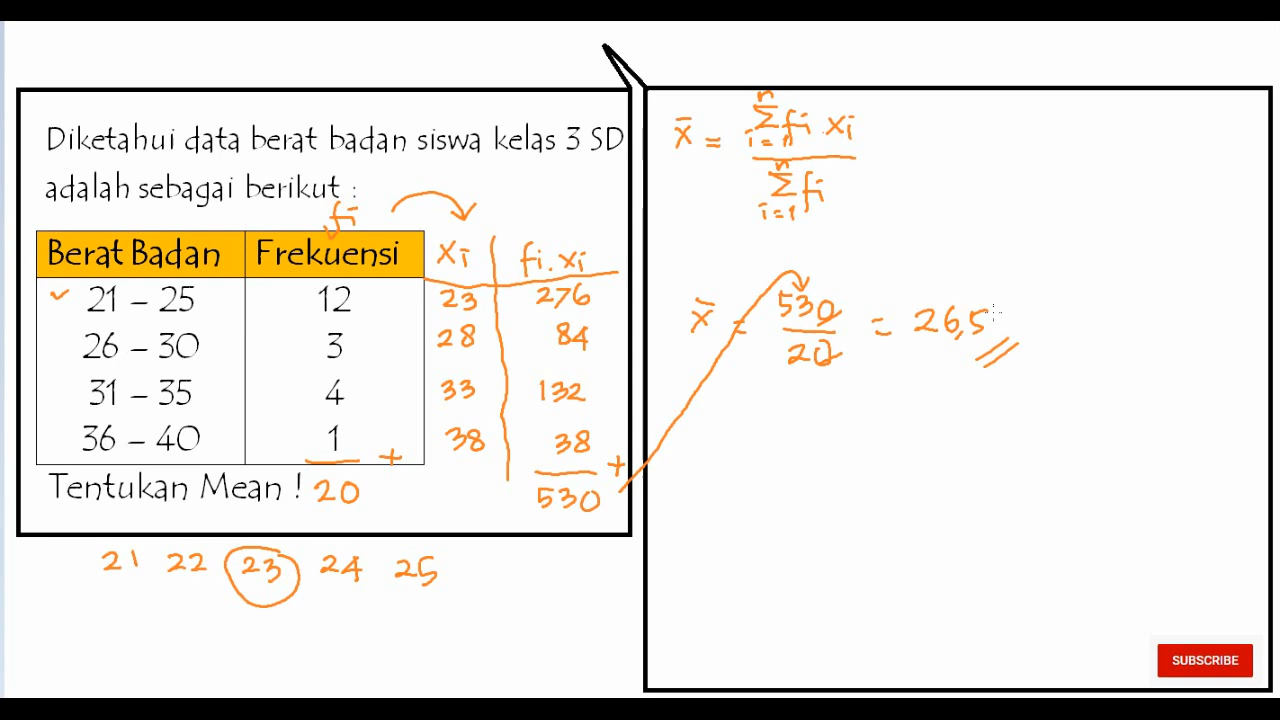 Diketahui data berat badan siswa kelas 3 SD
adalah sebagai berikut :
fi
Berat Badan Frekuensi xi fi . xi
21 – 25 12 23 276
26 – 30 3 28 84
31 – 35 4 33 132
36 – 40 1 + 38 38 +
Tentukan Mean ! 20 530
21 22 23 24 25
x̄ = ∑ⁿᵢ₌₁ fi . xi
∑ⁿᵢ₌₁ fi
x̄ = 530 / 20 = 26,5
SUBSCRIBE